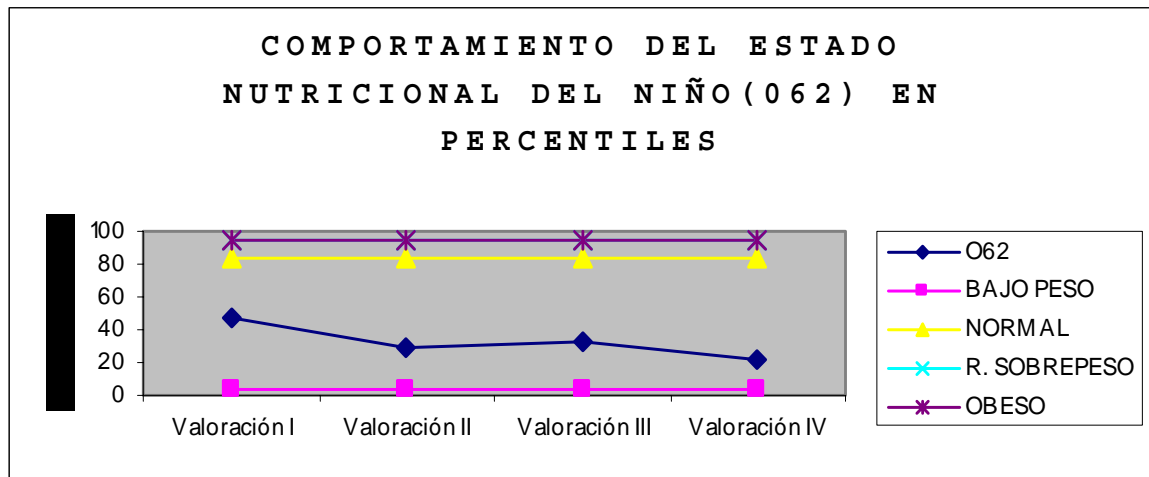 COMPORTAMIENTO DEL ESTADO
NUTRICIONAL DEL NIÑO(062) EN
PERCENTILES
100
80
60
40
20
0
Valoración I Valoración II Valoración III Valoración IV
O62
BAJO PESO
NORMAL
R. SOBREPESO
OBESO